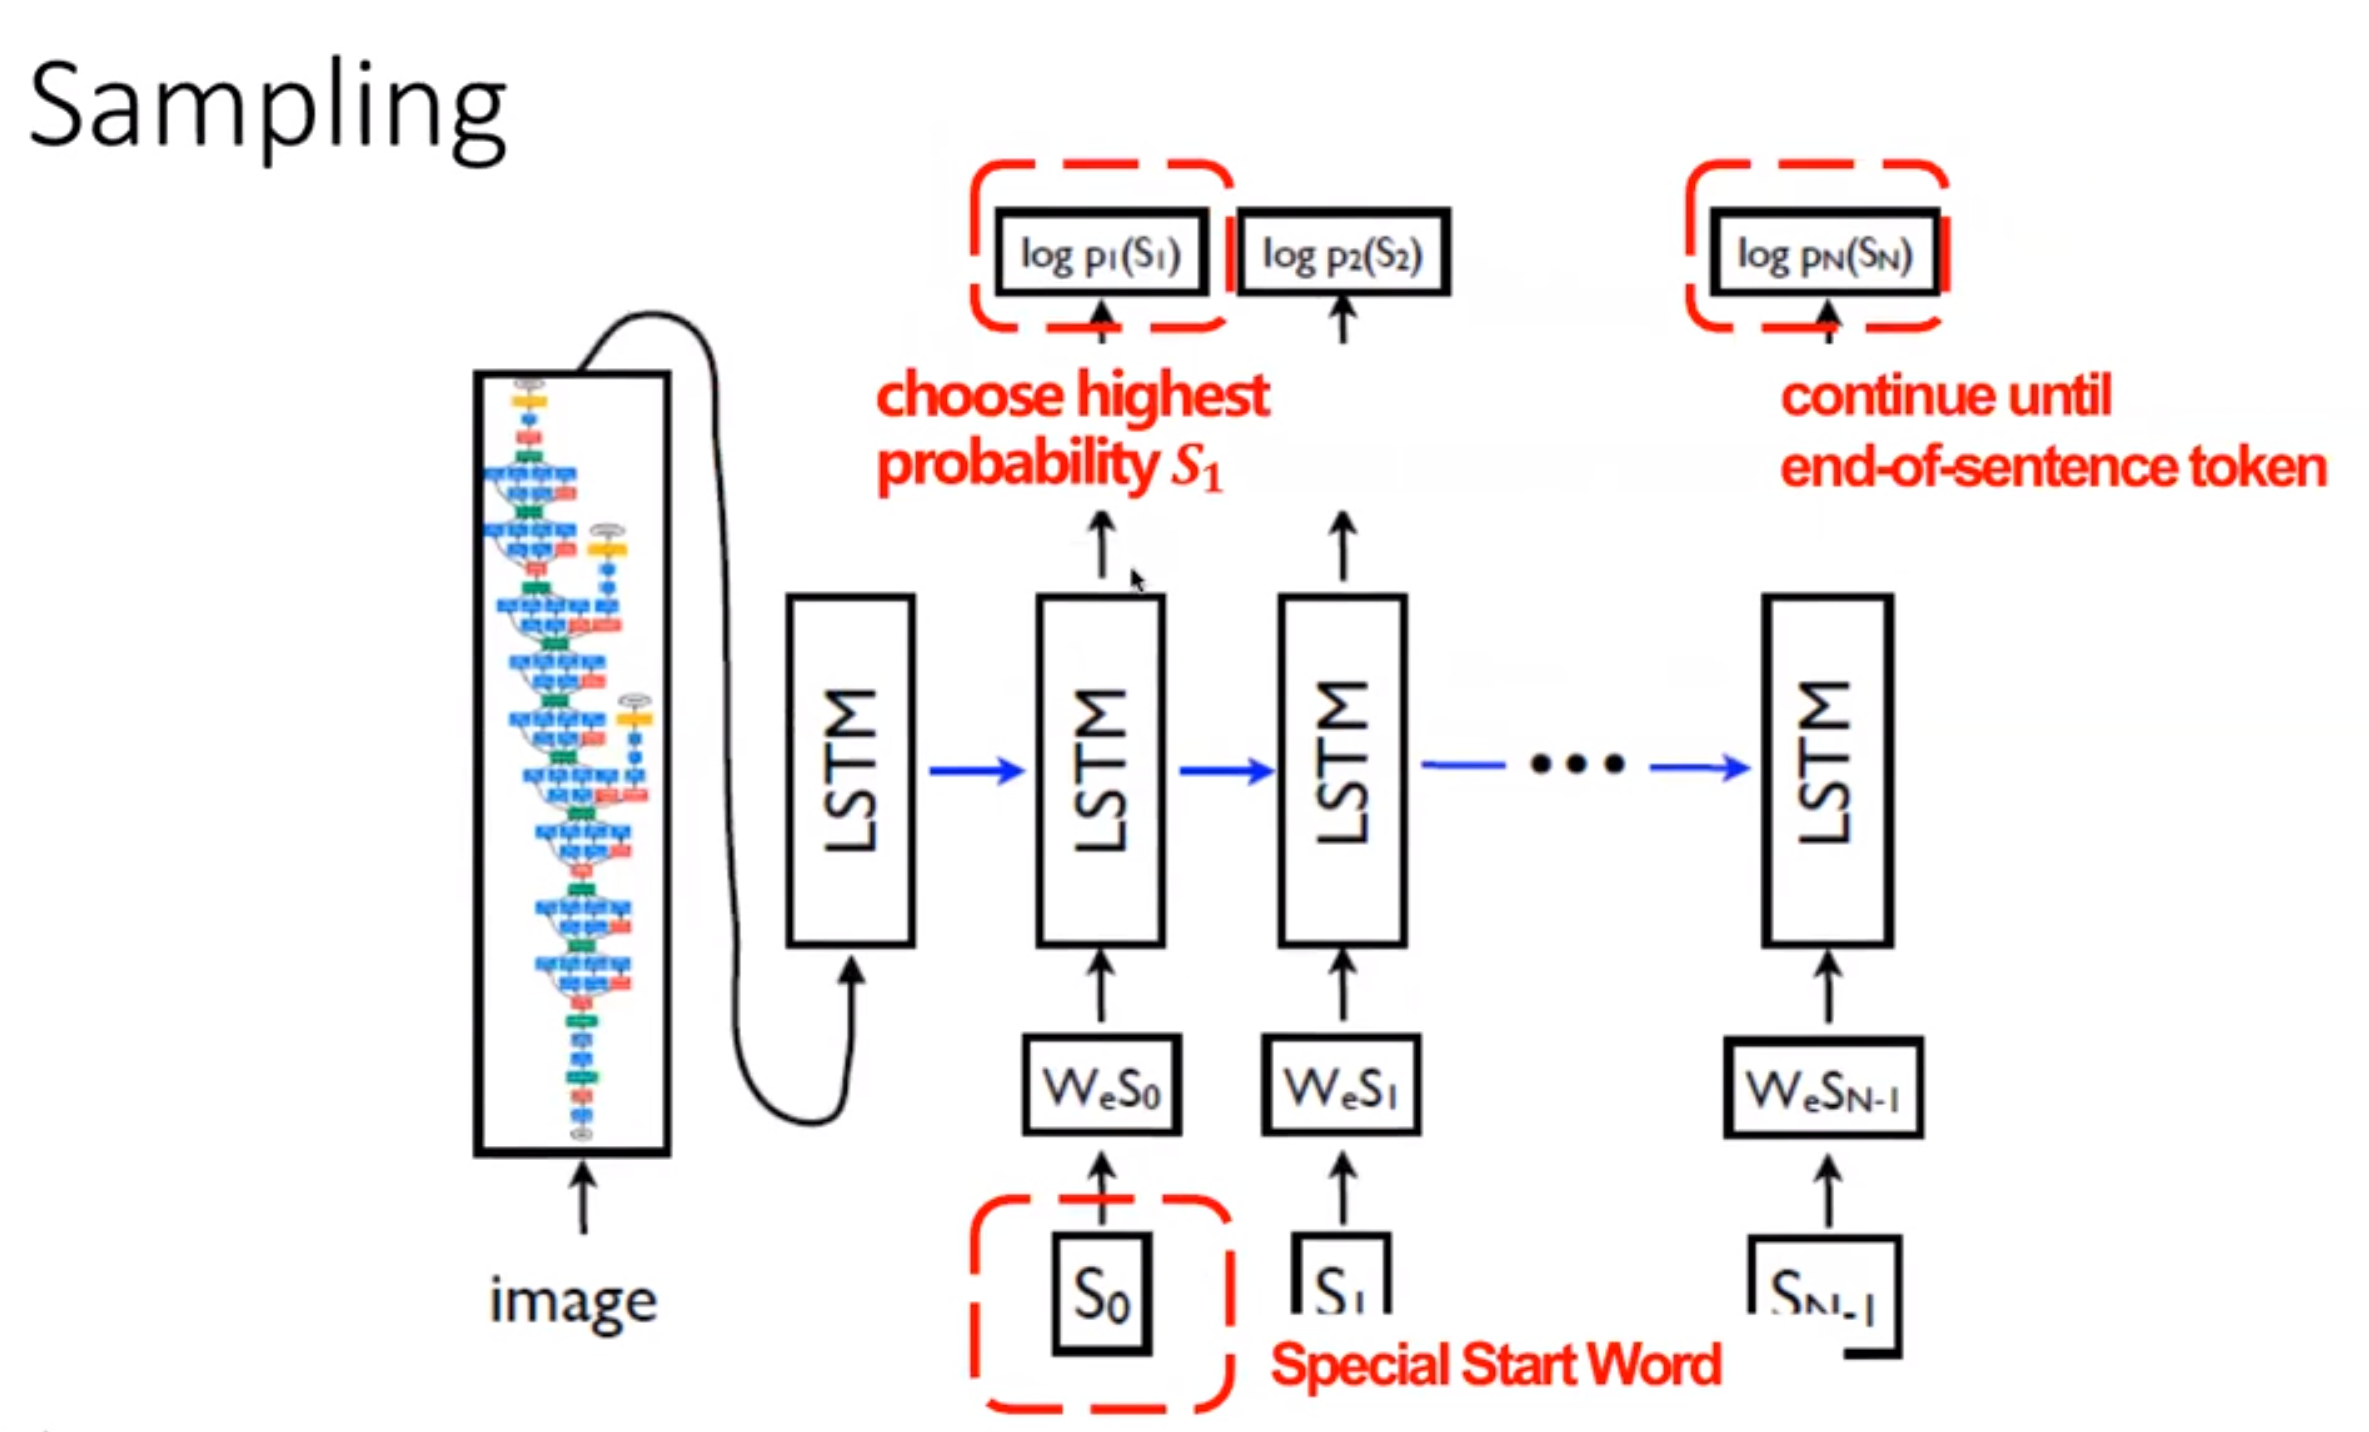 Sampling
log p1(S1)
log p2(S2)
log pN(SN)
choose highest
probability S1
continue until
end-of-sentence token
LSTM
LSTM
LSTM
LSTM
WeS0
WeS1
WeSN-1
image
S0
S1
SN-1
Special Start Word